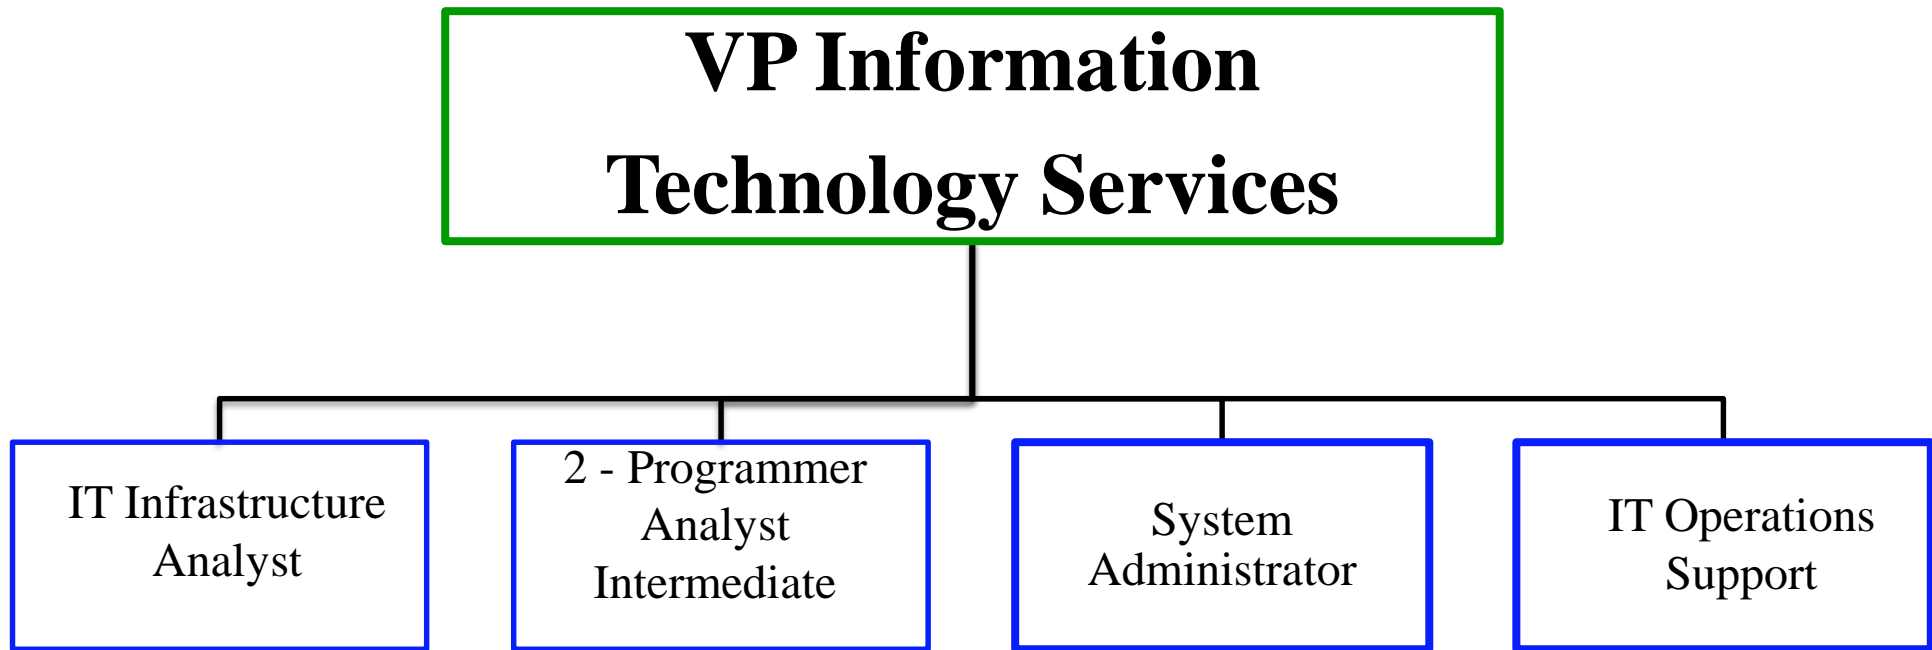 VP Information
Technology Services
IT Infrastructure
Analyst
2 - Programmer
Analyst
Intermediate
System
Administrator
IT Operations
Support